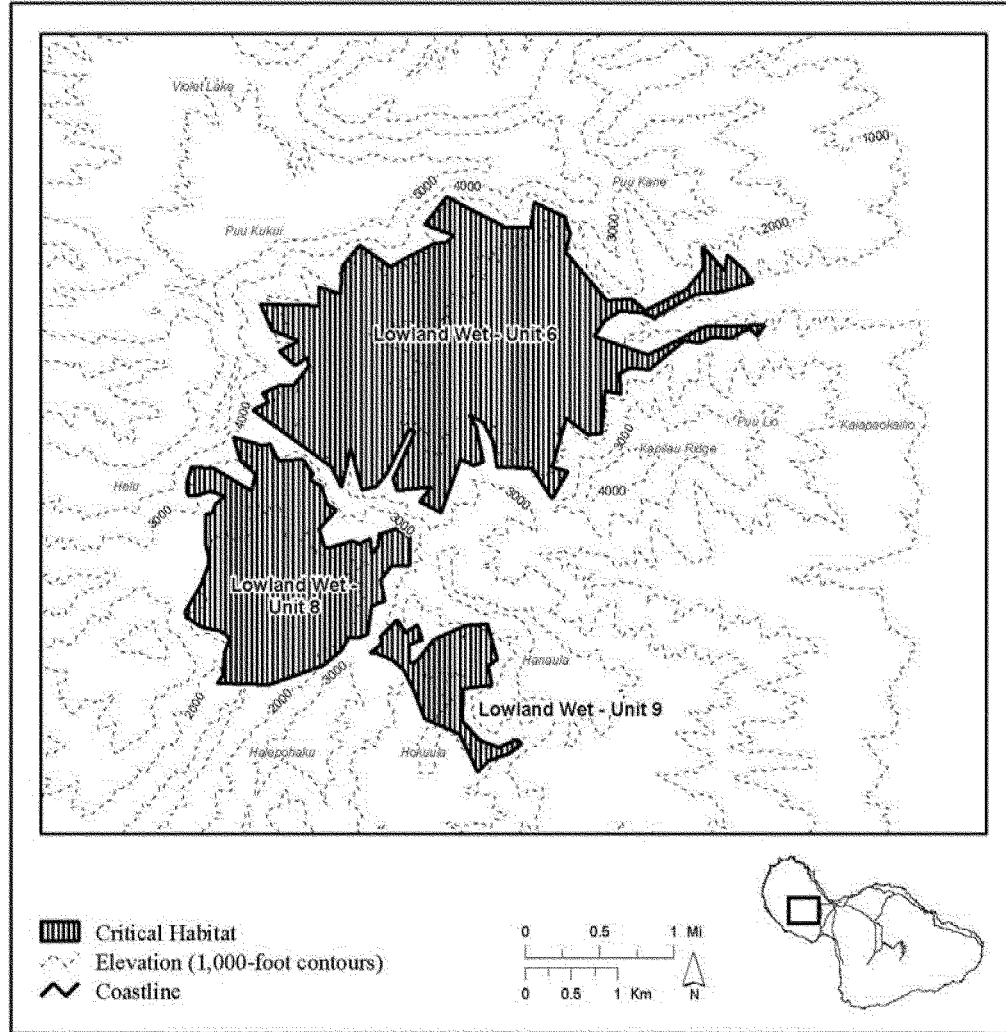 Violet Lake
1000
5000
4000
Puu Kane
3000
2000
Puu Kukui
Lowland Wet - Unit 6
4000
3000
Puu Lio
Kapilau Ridge
4000
Helu
3000
3000
3000
Lowland Wet -
Unit 8
Hanaula
3000
2000
2000
Lowland Wet - Unit 9
Halepohaku
Hokuula
Critical Habitat
Elevation (1,000-foot contours)
Coastline
0 0.5 1 Mi
0 0.5 1 Km
N